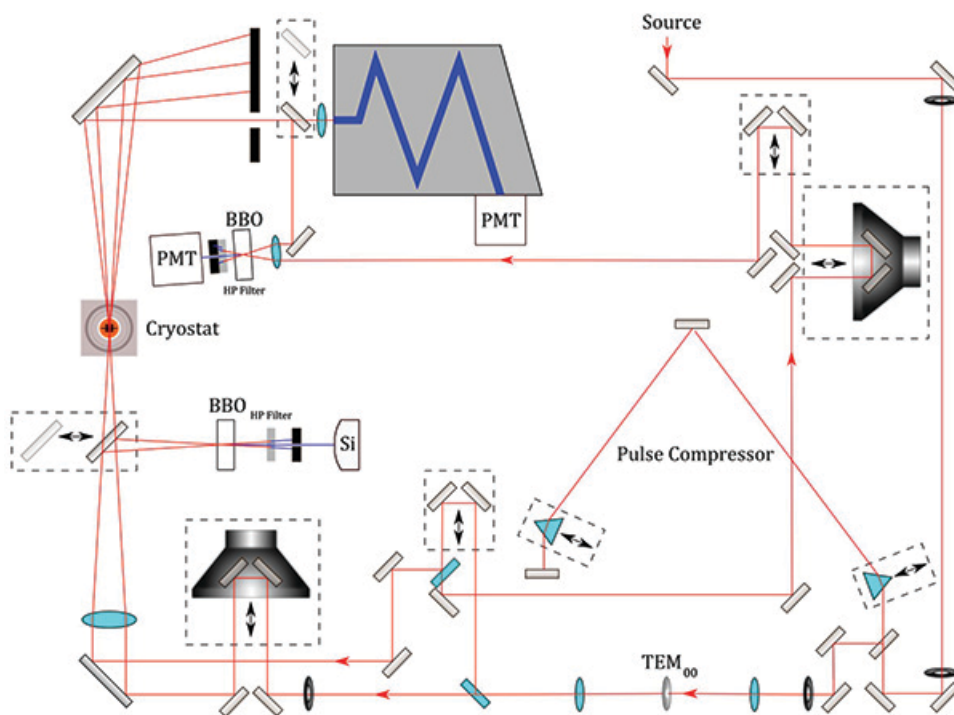 Source
PMT
BBO
PMT
HP Filter
Cryostat
BBO
HP Filter
Si
Pulse Compressor
TEM₀₀